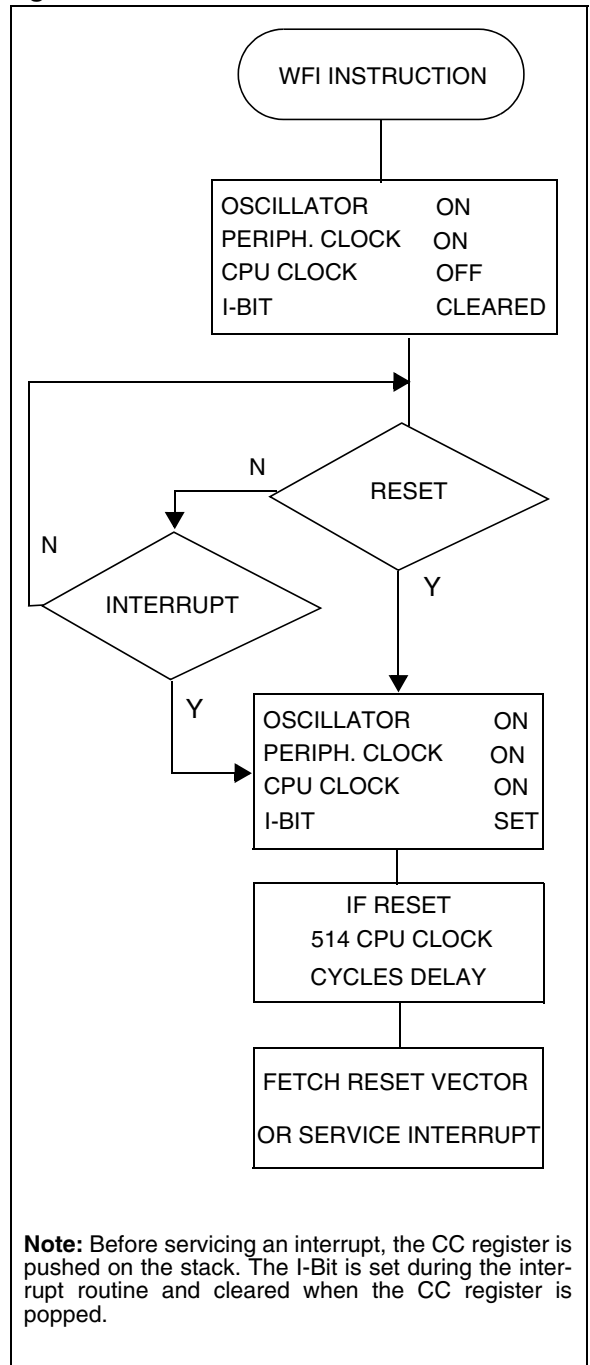 WFI INSTRUCTION
OSCILLATOR ON
PERIPH. CLOCK ON
CPU CLOCK OFF
I-BIT CLEARED
RESET
N
INTERRUPT
N
Y
Y
OSCILLATOR ON
PERIPH. CLOCK ON
CPU CLOCK ON
I-BIT SET
IF RESET
514 CPU CLOCK
CYCLES DELAY
FETCH RESET VECTOR
OR SERVICE INTERRUPT
Note: Before servicing an interrupt, the CC register is
pushed on the stack. The I-Bit is set during the inter-
rupt routine and cleared when the CC register is
popped.